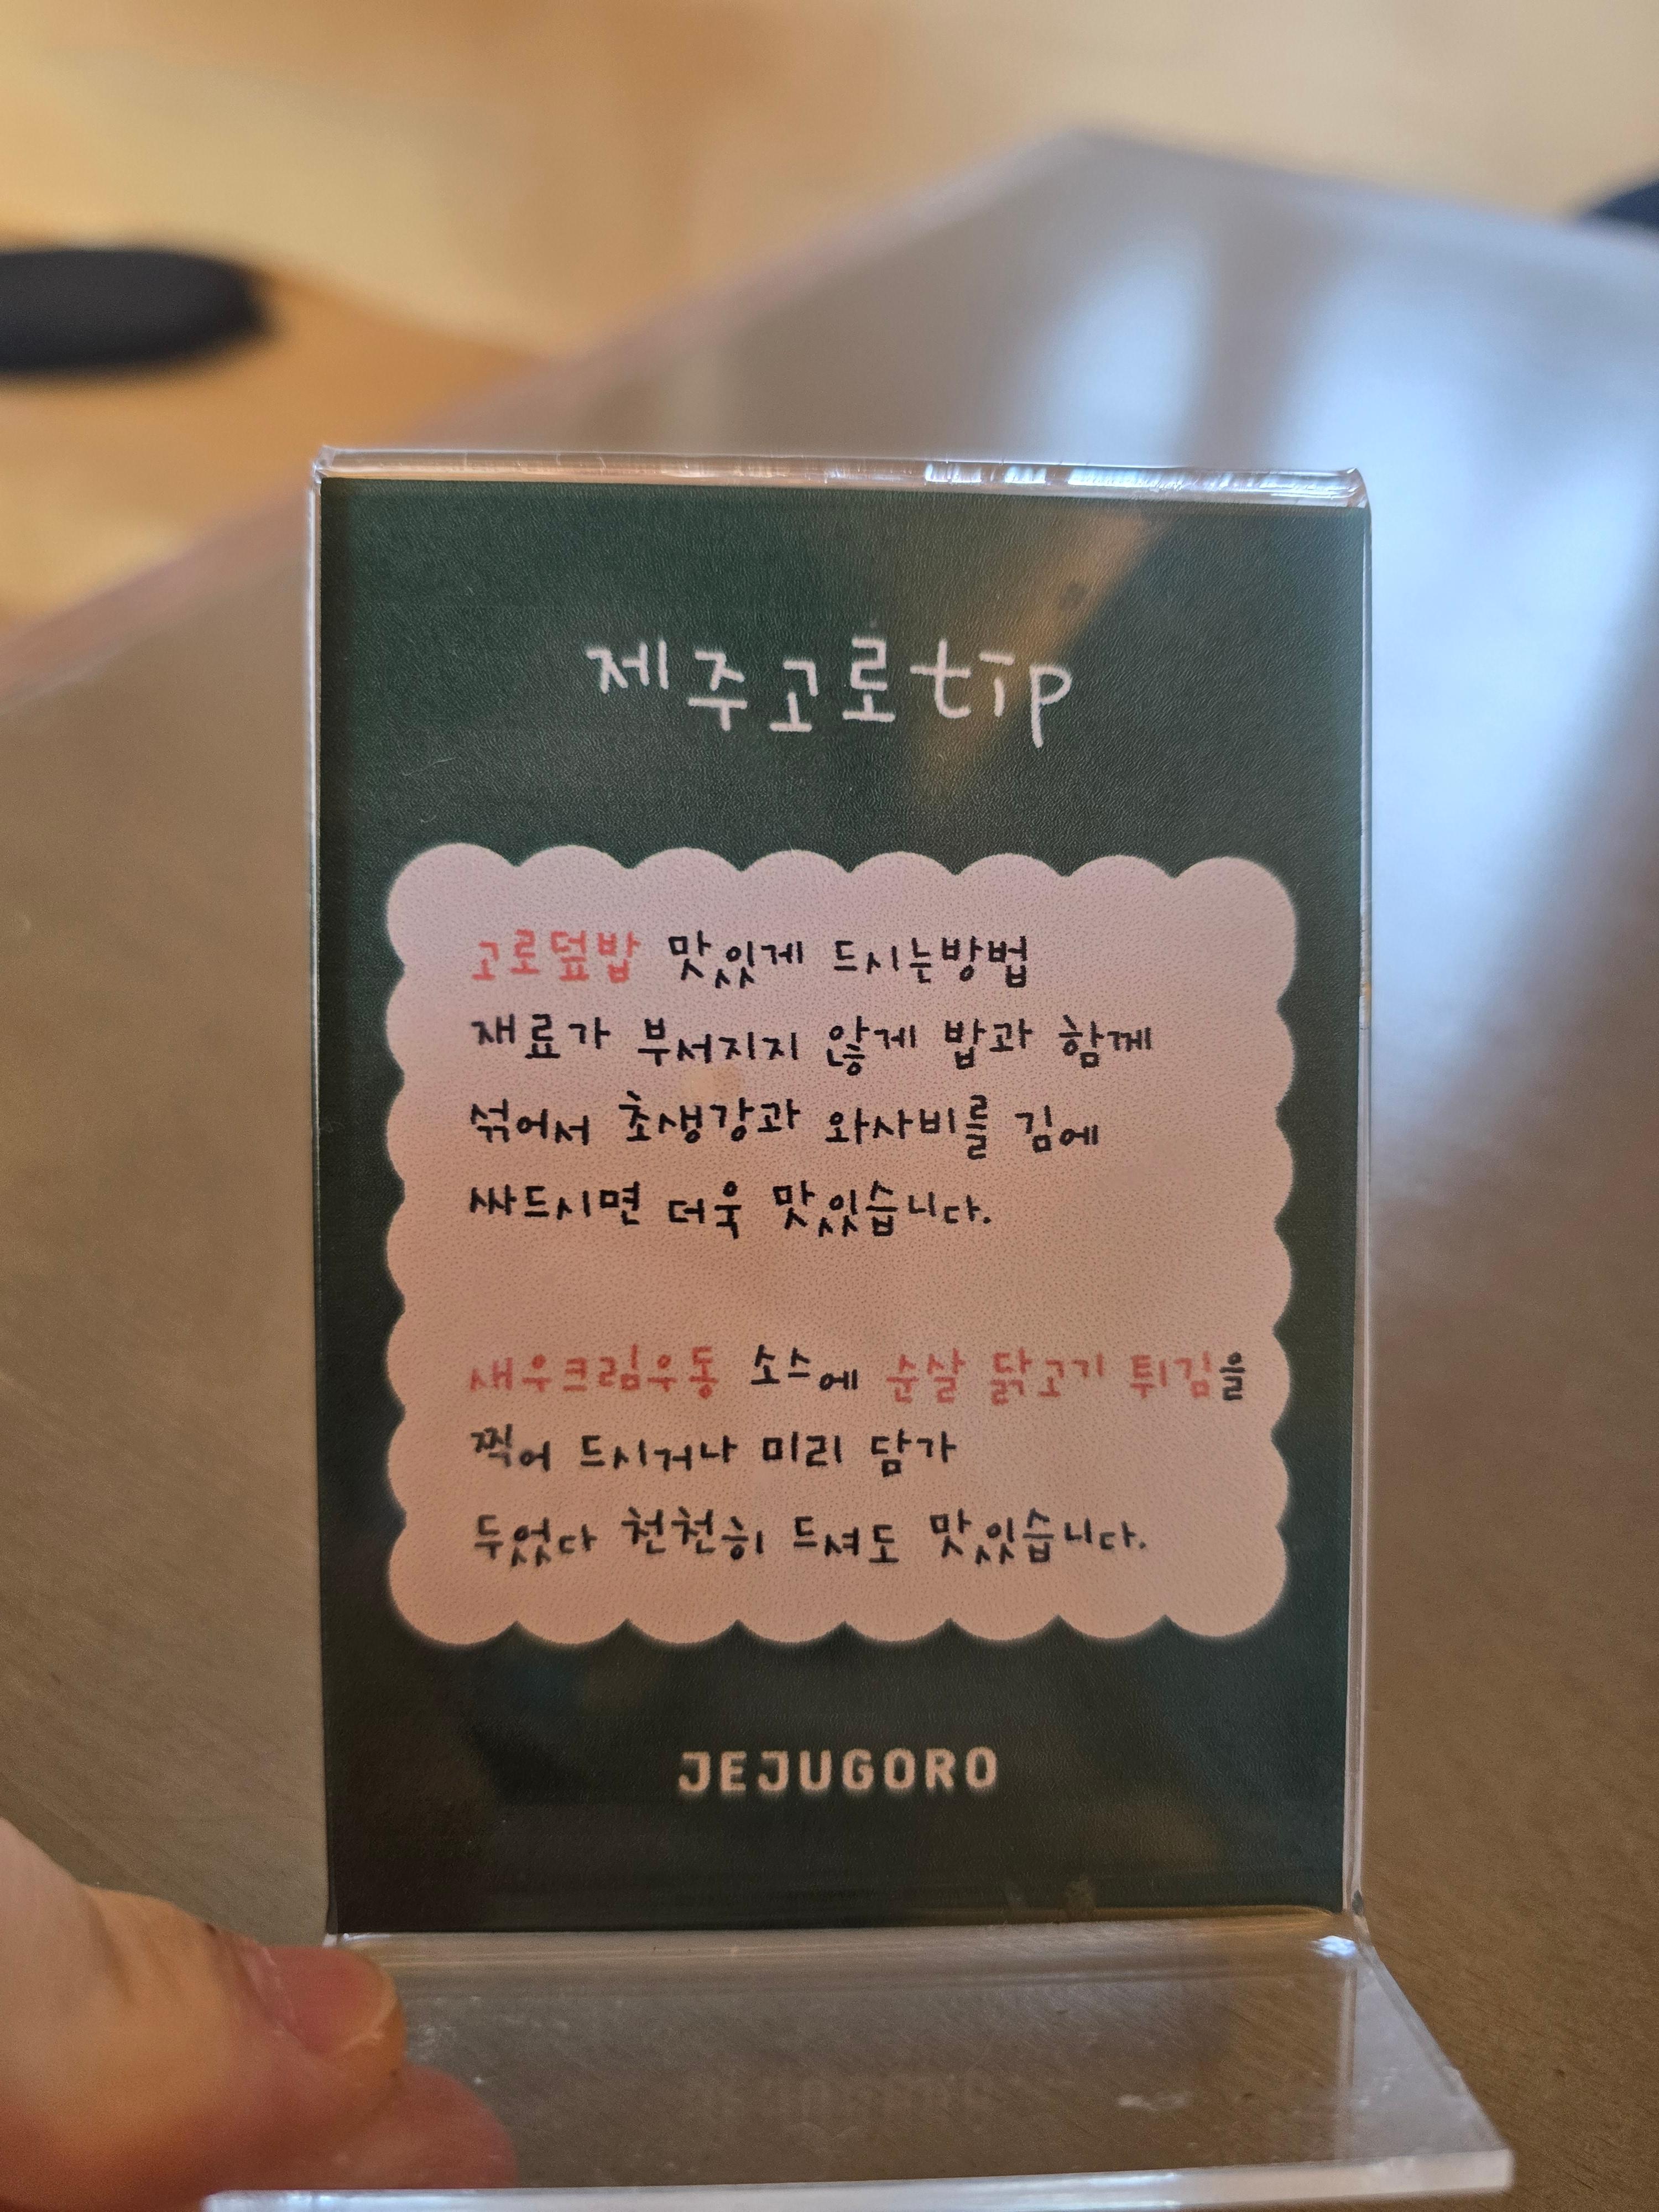 제주고로tip
고로덮밥 맛있게 드시는방법
재료가 부서지지 않게 밥과 함께
섞어서 초생강과 와사비를 김에
싸드시면 더욱 맛있습니다.
새우크림우동 소스에 순살 닭고기 튀김을
찍어 드시거나 미리 담가
두었다 천천히 드셔도 맛있습니다.
JEJUGORO